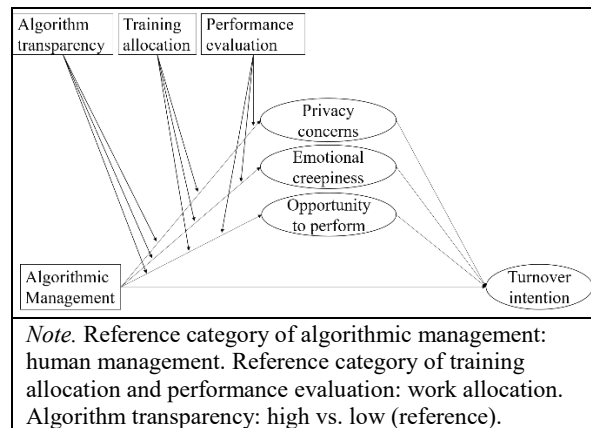 Algorithm
transparency
Training
allocation
Performance
evaluation
Privacy
concerns
Emotional
creepiness
Opportunity
to perform
Algorithmic
Management
Turnover
intention
Note. Reference category of algorithmic management:
human management. Reference category of training
allocation and performance evaluation: work allocation.
Algorithm transparency: high vs. low (reference).